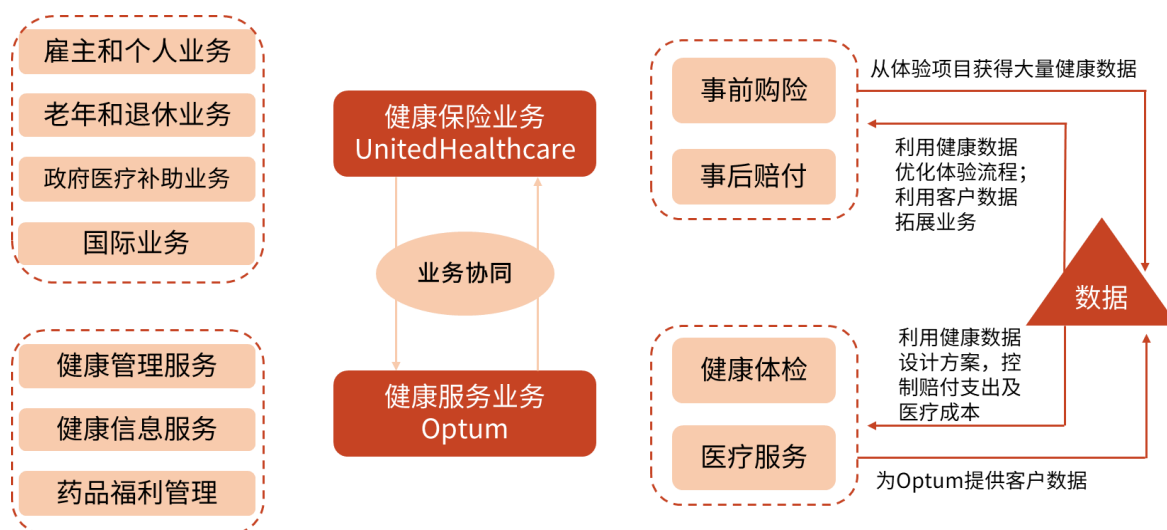 雇主和个人业务
老年和退休业务
政府医疗补助业务
国际业务
健康管理服务
健康信息服务
药品福利管理
健康保险业务
UnitedHealthcare
业务协同
健康服务业务
Optum
事前购险
事后赔付
健康体检
医疗服务
从体验项目获得大量健康数据
利用健康数据
优化体验流程；
利用客户数据
拓展业务
数据
利用健康数据
设计方案，控
制赔付支出及
医疗成本
为Optum提供客户数据